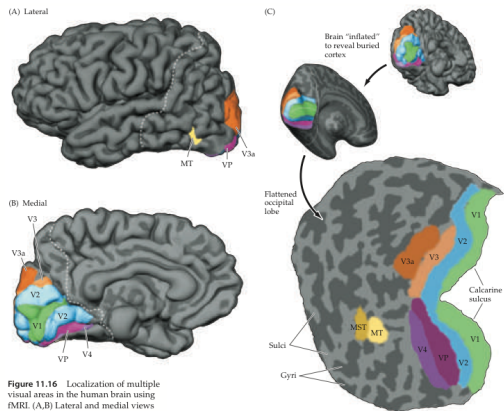 (A) Lateral
MT
VP
V3a
(B) Medial
V3
V3a
V2
V2
V1
VP
V4
Figure 11.16 Localization of multiple
visual areas in the human brain using
fMRI. (A,B) Lateral and medial views
(C)
Brain "inflated"
to reveal buried
cortex
Flattened
occipital
lobe
V1
V2
V3
V3a
Calcarine
sulcus
MST
MT
V4
VP
V1
V2
Sulci
Gyri